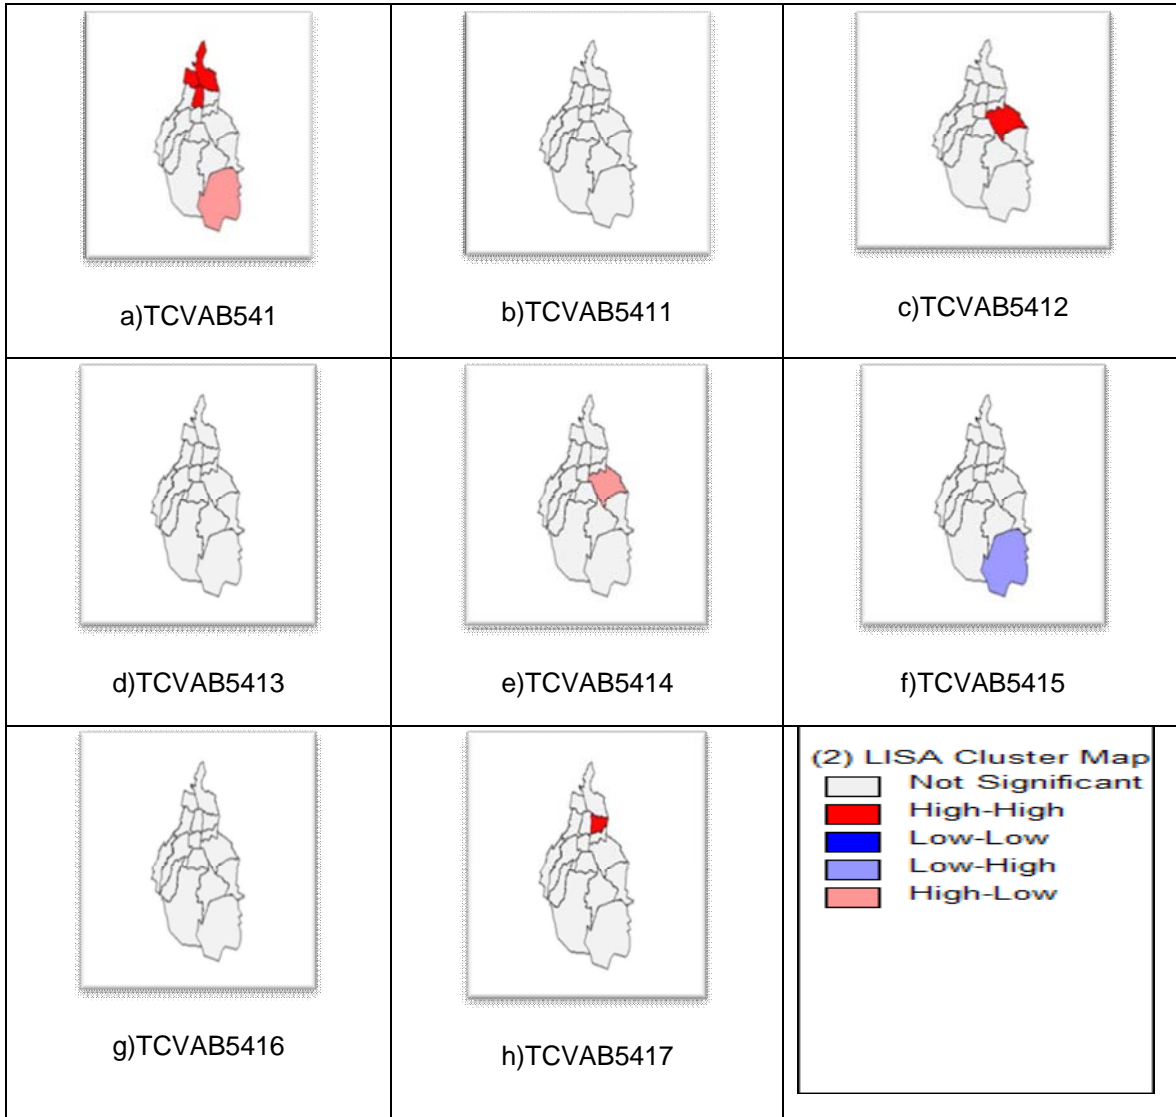 a)TCVAB541
b)TCVAB5411
c)TCVAB5412
d)TCVAB5413
e)TCVAB5414
f)TCVAB5415
g)TCVAB5416
h)TCVAB5417
(2) LISA Cluster Map
Not Significant
High-High
Low-Low
Low-High
High-Low